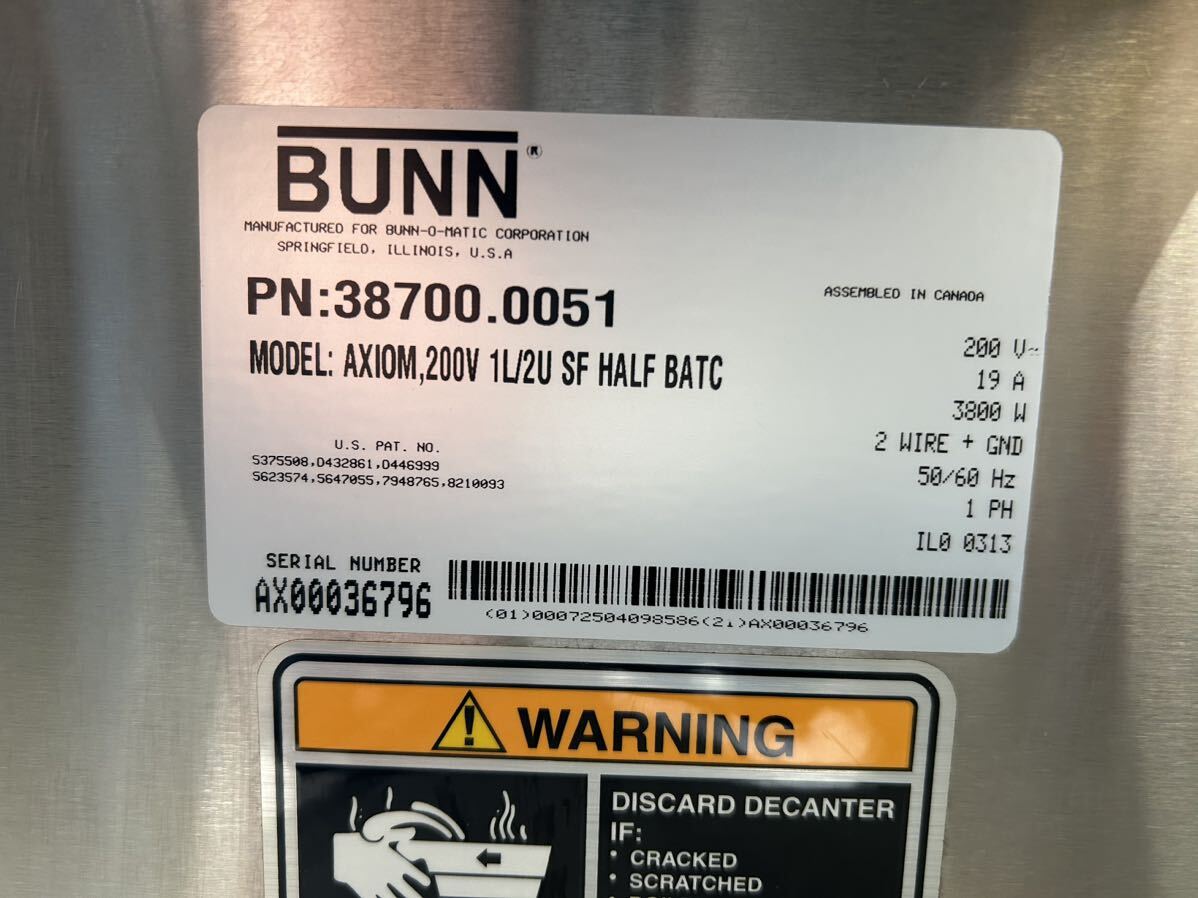 BUNN®
MANUFACTURED FOR BUNN-O-MATIC CORPORATION
SPRINGFIELD, ILLINOIS, U.S.A
PN:38700.0051
ASSEMBLED IN CANADA
MODEL: AXIOM,200V 1L/2U SF HALF BATC
200 V~
19 A
3800 W
2 WIRE + GND
50/60 Hz
1 PH
IL0 0313
U.S. PAT. NO.
5375508,D432861,D446999
5623574,5647055,7948765,8210093
SERIAL NUMBER
AX00036796
(01)00072504098586(21)AX00036796
WARNING
DISCARD DECANTER
IF:
• CRACKED
• SCRATCHED